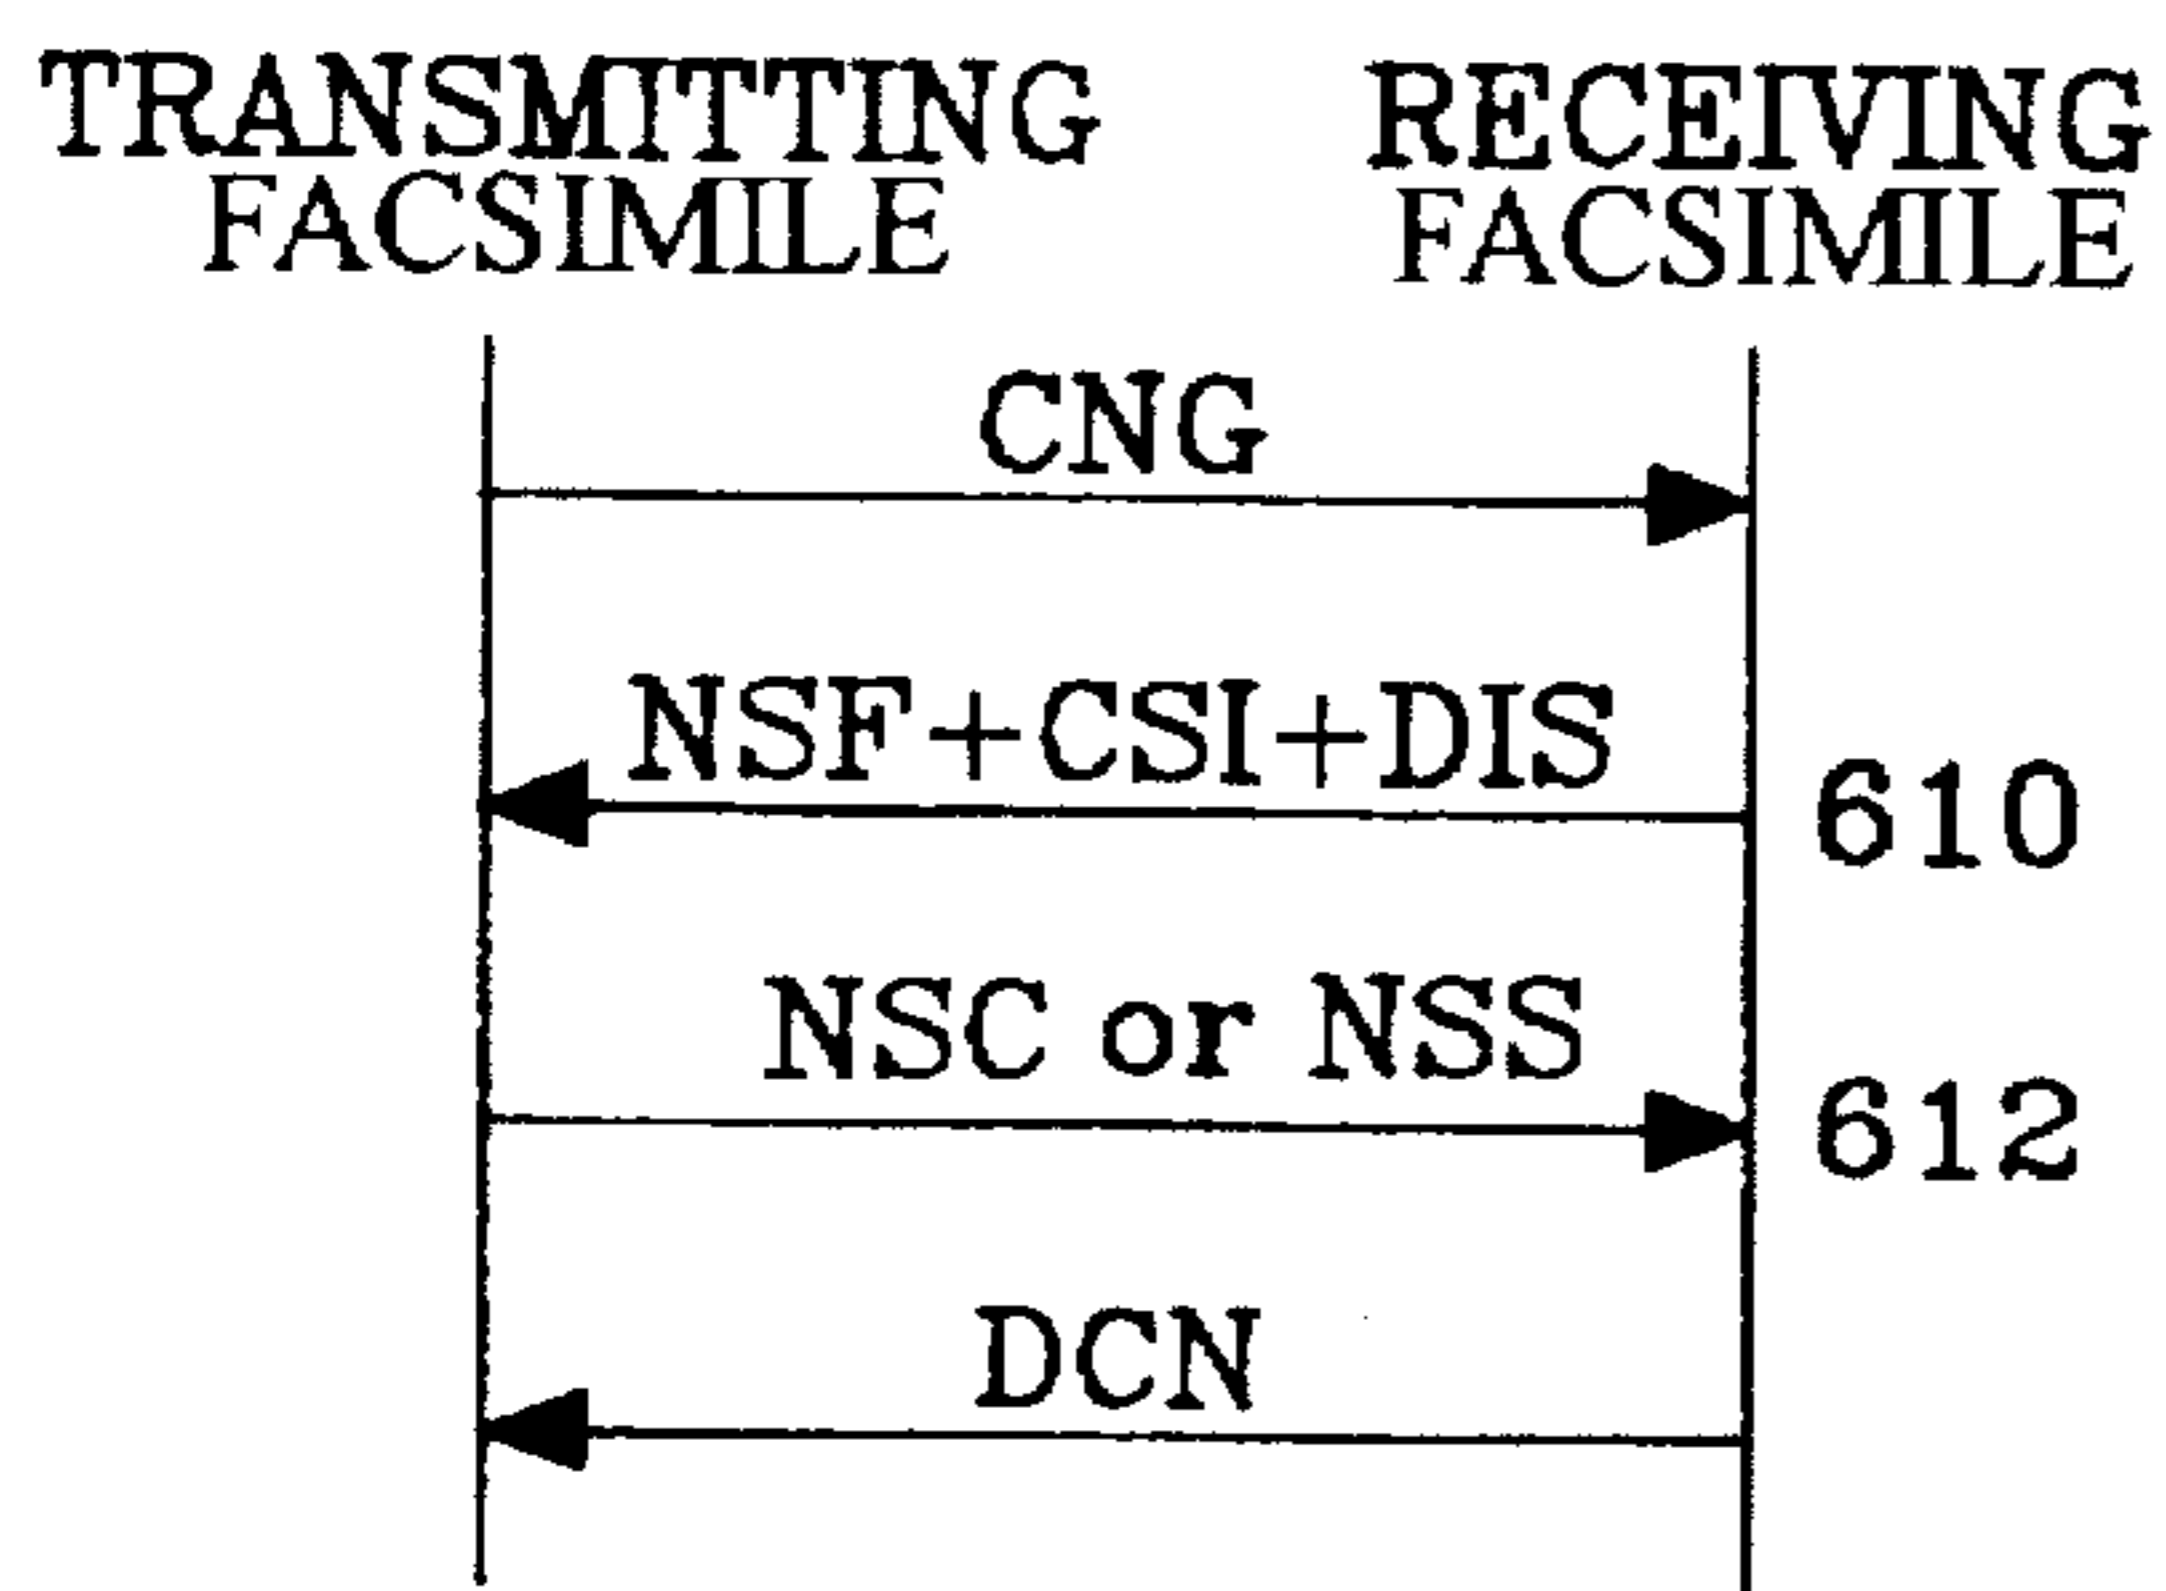 TRANSMITTING FACSIMILE
RECEIVING FACSIMILE
CNG
NSF+CSI+DIS
610
NSC or NSS
612
DCN